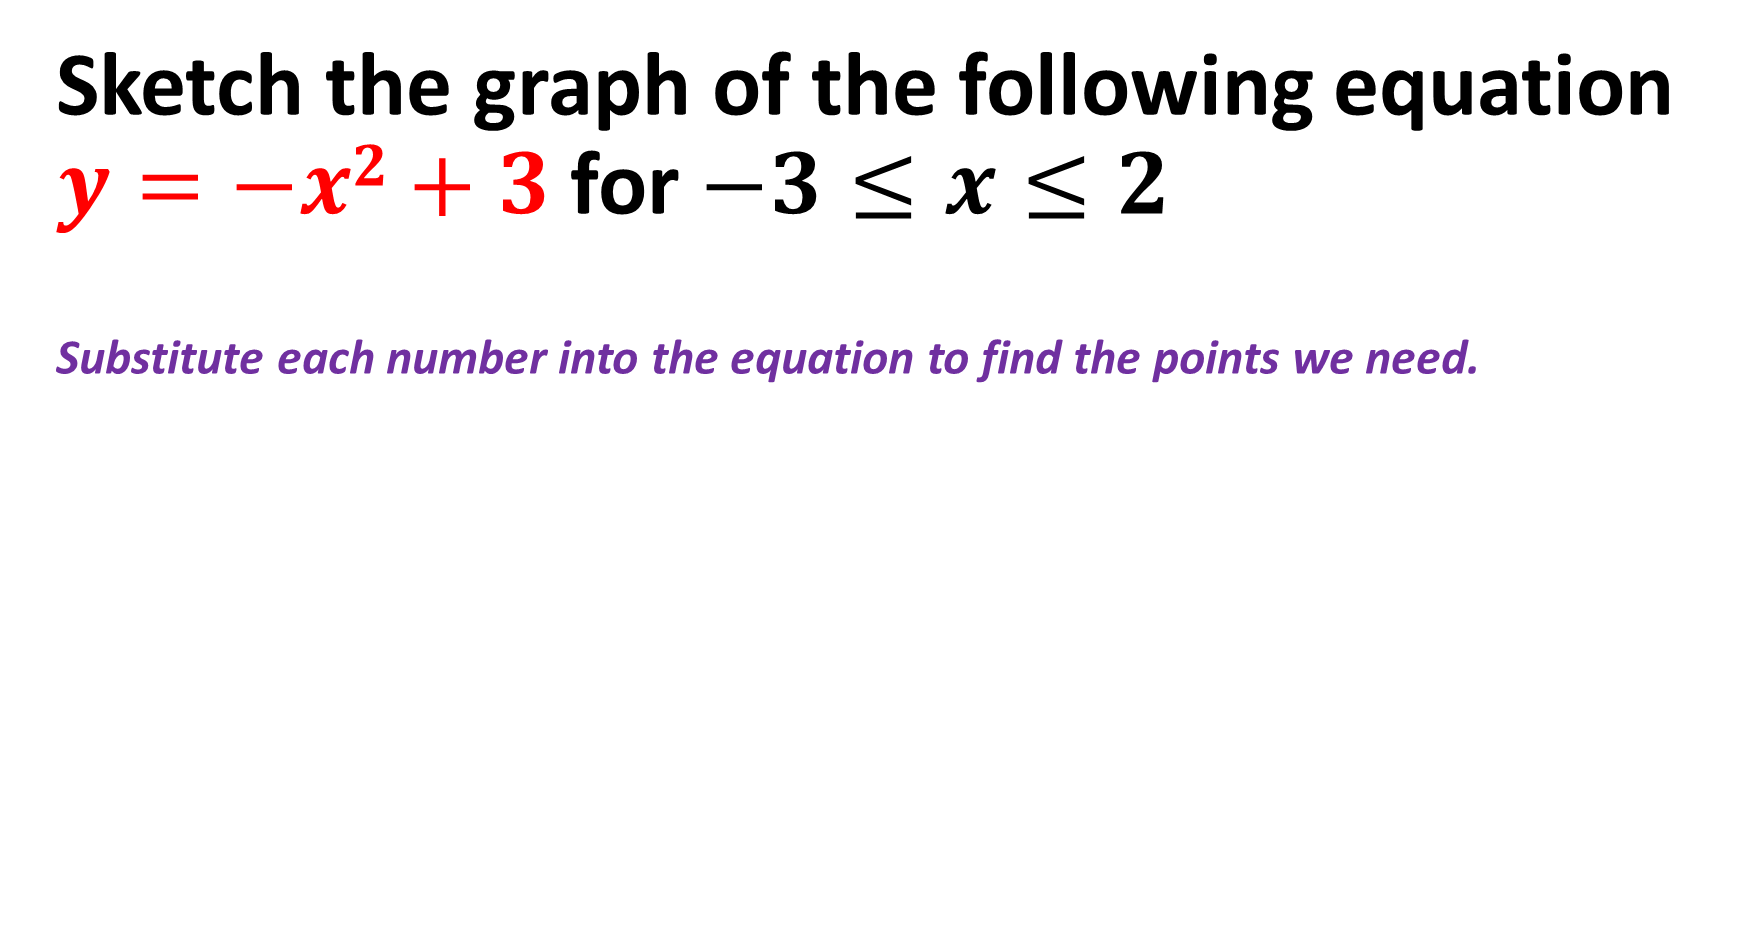 Sketch the graph of the following equation
y = −x² + 3 for −3 ≤ x ≤ 2
Substitute each number into the equation to find the points we need.